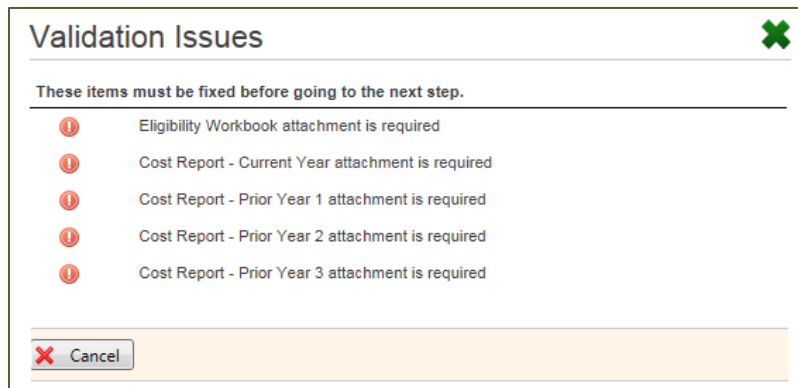 Validation Issues
These items must be fixed before going to the next step.
Eligibility Workbook attachment is required
Cost Report - Current Year attachment is required
Cost Report - Prior Year 1 attachment is required
Cost Report - Prior Year 2 attachment is required
Cost Report - Prior Year 3 attachment is required
Cancel